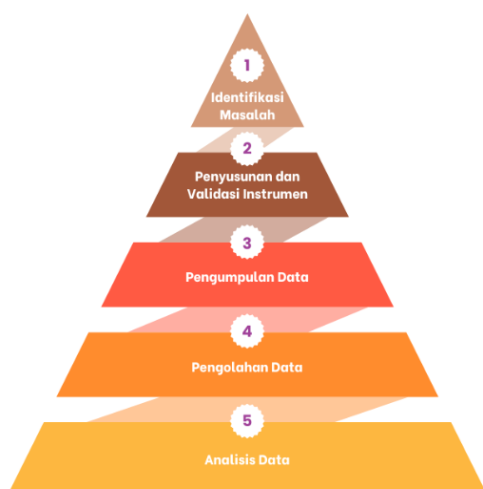 1
Identifikasi
Masalah
2
Penyusunan dan
Validasi Instrumen
3
Pengumpulan Data
4
Pengolahan Data
5
Analisis Data